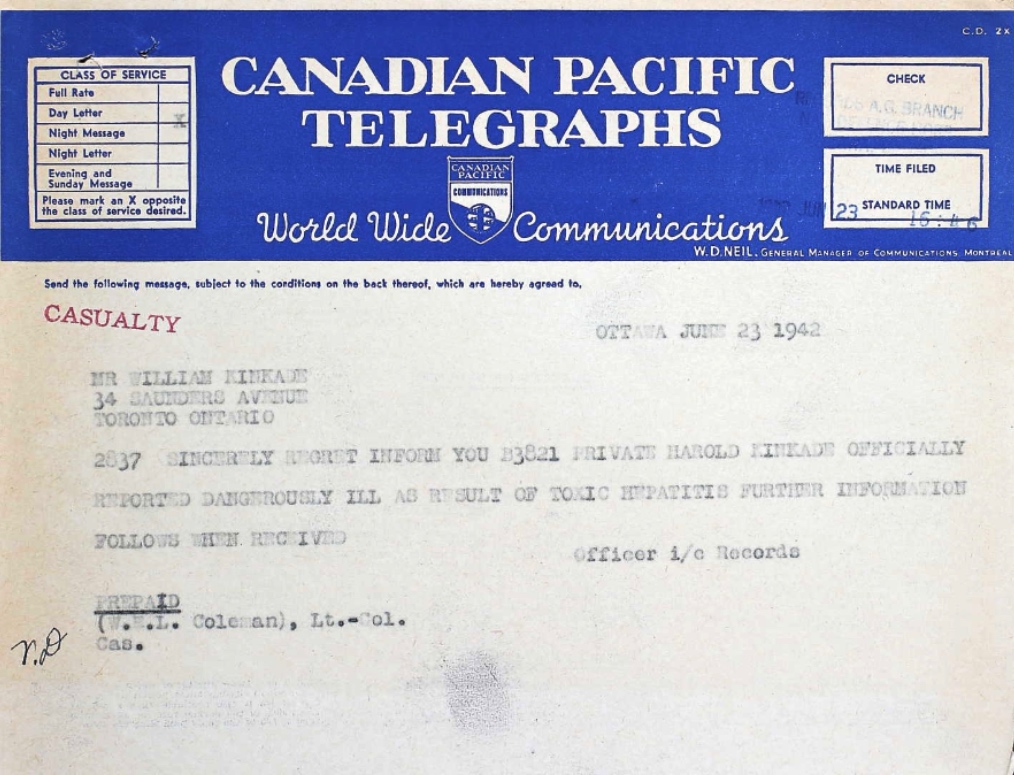 C.D. 2X
CLASS OF SERVICE
Full Rate
Day Letter
X
Night Message
Night Letter
Evening and
Sunday Message
Please mark an X opposite
the class of service desired.
CANADIAN PACIFIC
TELEGRAPHS
CANADIAN
PACIFIC
COMMUNICATIONS
World Wide Communications
CHECK
A.G. BRANCH
TIME FILED
JUN 23 STANDARD TIME
16:46
W.D. NEIL, GENERAL MANAGER OF COMMUNICATIONS, MONTREAL
Send the following message, subject to the conditions on the back thereof, which are hereby agreed to,
CASUALTY
OTTAWA JUNE 23 1942
MR WILLIAM KINKADE
34 SAUNDERS AVENUE
TORONTO ONTARIO
2837 SINCERELY REGRET INFORM YOU B3821 PRIVATE HAROLD KINKADE OFFICIALLY
REPORTED DANGEROUSLY ILL AS RESULT OF TOXIC HEPATITIS FURTHER INFORMATION
FOLLOWS WHEN RECEIVED
Officer i/c Records
PREPAID
(W.E.L. Coleman), Lt.-Col.
Cas.